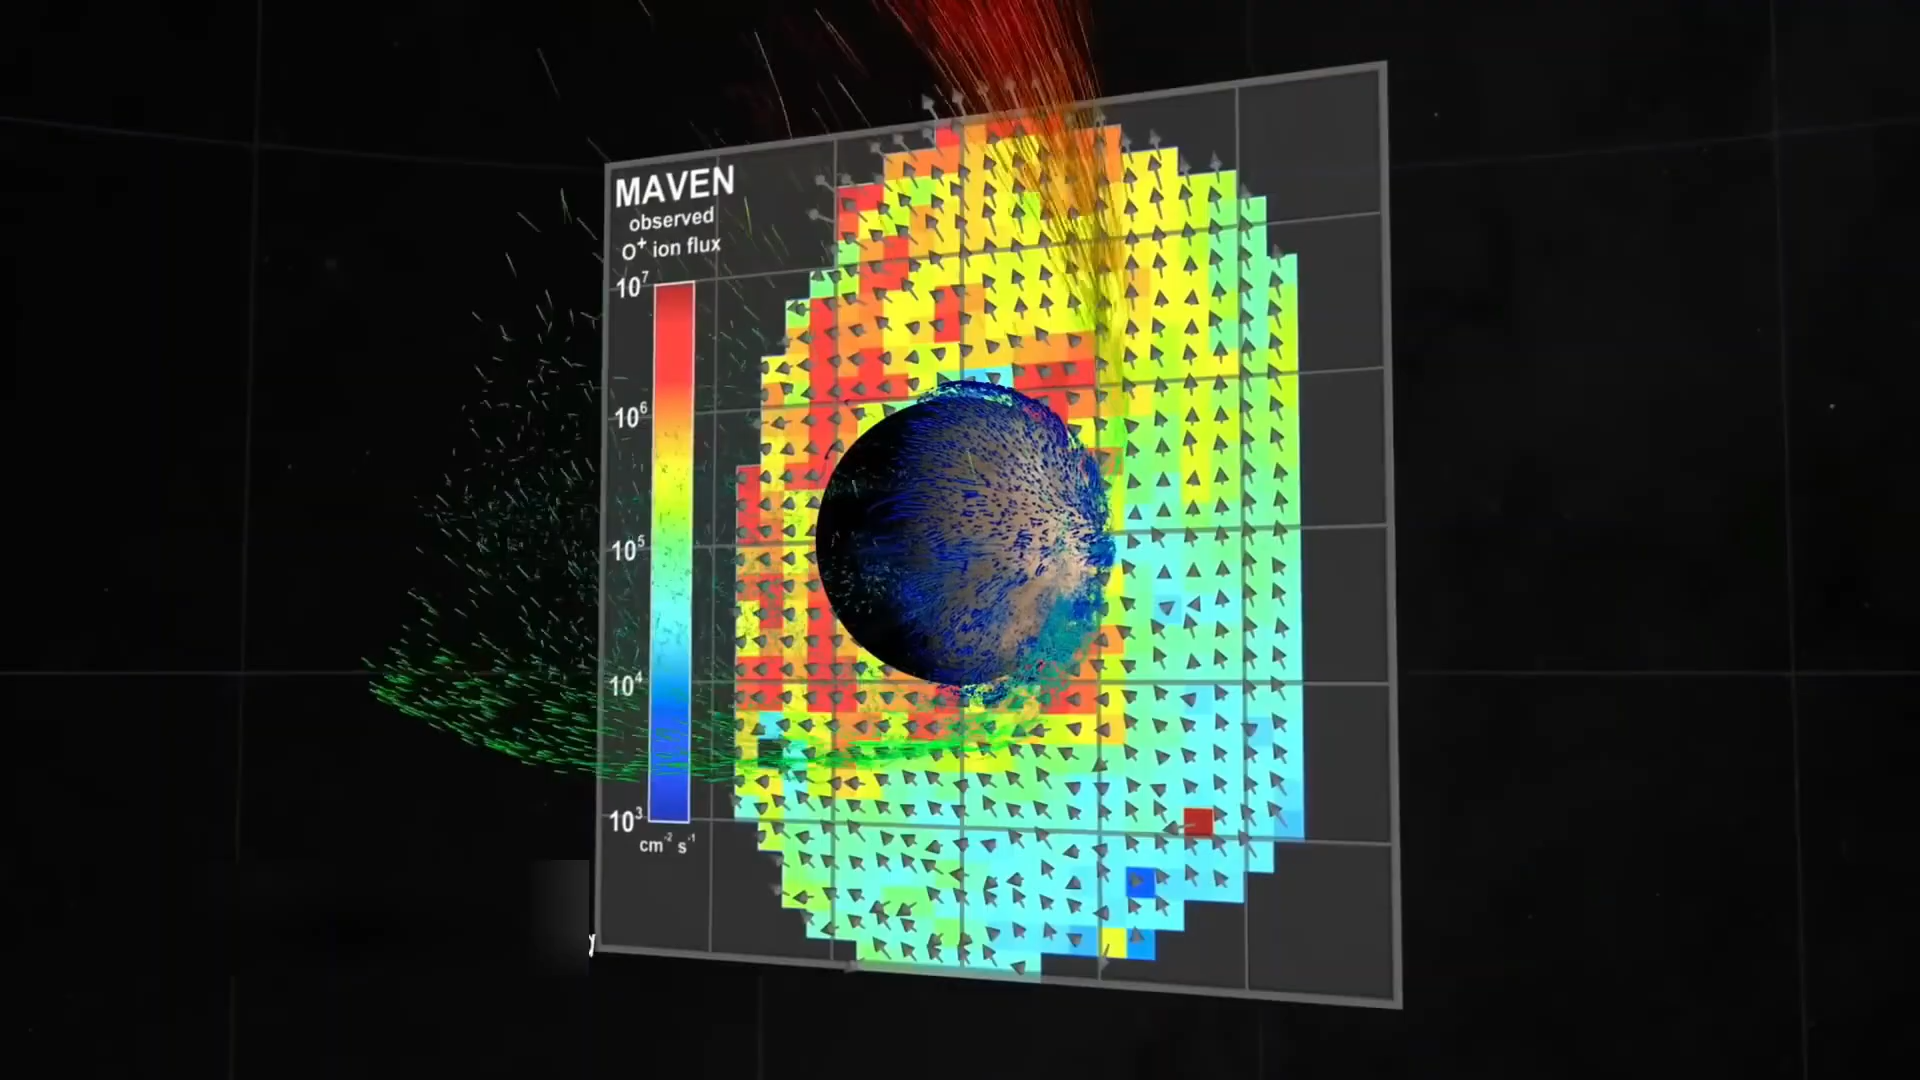 MAVEN
observed
O⁺ ion flux
10⁷
10⁶
10⁵
10⁴
10³
cm⁻² s⁻¹